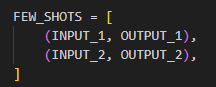 FEW_SHOTS = [
    (INPUT_1, OUTPUT_1),
    (INPUT_2, OUTPUT_2),
]